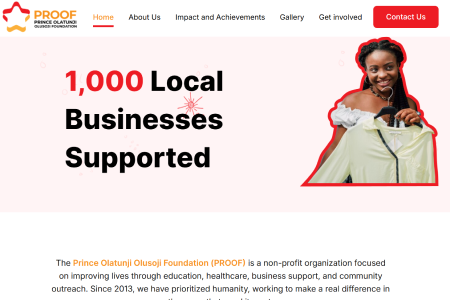 PROOF
PRINCE OLATUNJI
OLUSOJI FOUNDATION
Home About Us Impact and Achievements Gallery Get involved Contact Us
1,000 Local
Businesses
Supported
The Prince Olatunji Olusoji Foundation (PROOF) is a non-profit organization focused
on improving lives through education, healthcare, business support, and community
outreach. Since 2013, we have prioritized humanity, working to make a real difference in